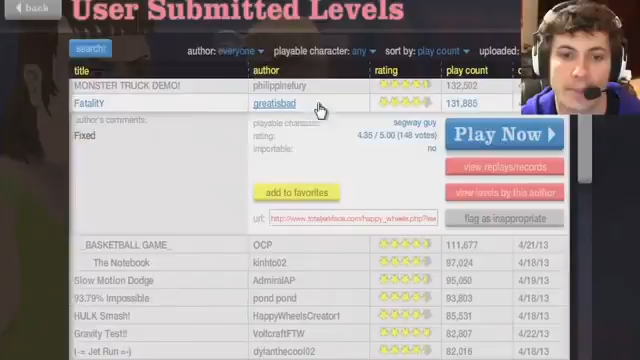 back
User Submitted Levels
search!
author: everyone playable character: any sort by: play count uploaded:
title author rating play count
MONSTER TRUCK DEMO! philippinefury 132,502
FatalitY greatisbad 131,885
author's comments:
Fixed
playable character: segway guy
rating: 4.35 / 5.00 (148 votes)
importable: no
Play Now
view replays/records
add to favorites
view levels by this author
url: http://www.totaljerkface.com/happy_wheels.php?
flag as inappropriate
_BASKETBALL GAME_ OCP 111,677 4/21/13
The Notebook kinhto02 97,024 4/18/13
Slow Motion Dodge AdmiralAP 95,050 4/19/13
93.79% Impossible pond pond 93,803 4/18/13
HULK Smash! HappyWheelsCreator1 85,531 4/18/13
Gravity Test!! VoltcraftFTW 82,807 4/22/13
(-= Jet Run =-) dylanthecool02 82,016 4/18/13